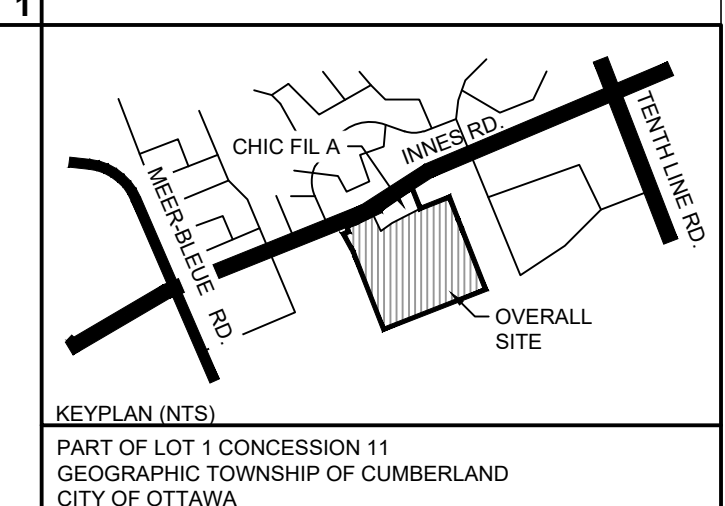 1
CHIC FIL A
INNES RD.
TENTH LINE RD.
MEER-BLEUE RD.
OVERALL
SITE
KEYPLAN (NTS)
PART OF LOT 1 CONCESSION 11
GEOGRAPHIC TOWNSHIP OF CUMBERLAND
CITY OF OTTAWA